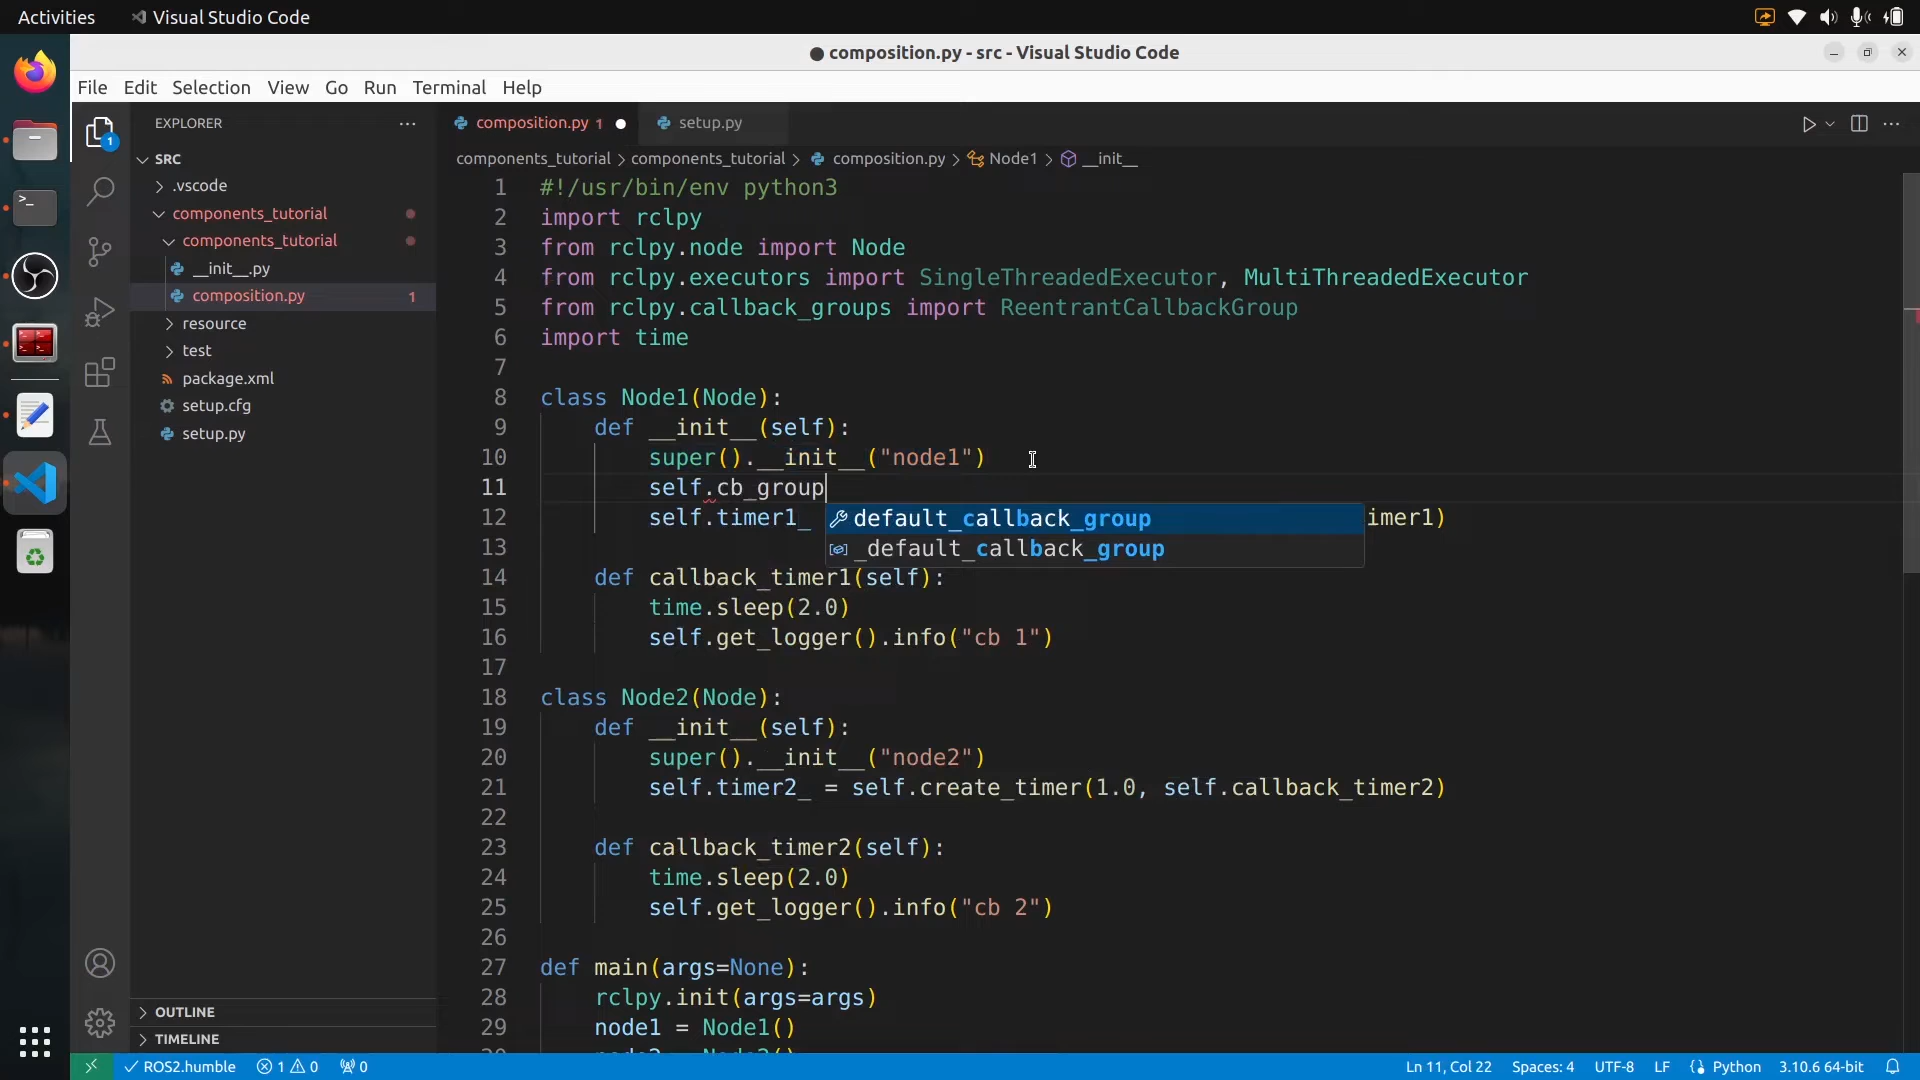 Activities
Visual Studio Code
composition.py - src - Visual Studio Code
File Edit Selection View Go Run Terminal Help
1
EXPLORER
SRC
.vscode
components_tutorial
components_tutorial
__init__.py
composition.py 1
resource
test
package.xml
setup.cfg
setup.py
OUTLINE
TIMELINE
composition.py 1
setup.py
components_tutorial > components_tutorial > composition.py > Node1 > __init__
1 #!/usr/bin/env python3
2 import rclpy
3 from rclpy.node import Node
4 from rclpy.executors import SingleThreadedExecutor, MultiThreadedExecutor
5 from rclpy.callback_groups import ReentrantCallbackGroup
6 import time
7
8 class Node1(Node):
9 def __init__(self):
10 super().__init__("node1")
11 self.cb_group
12 self.timer1_ imer1)
default_callback_group
_default_callback_group
13
14 def callback_timer1(self):
15 time.sleep(2.0)
16 self.get_logger().info("cb 1")
17
18 class Node2(Node):
19 def __init__(self):
20 super().__init__("node2")
21 self.timer2_ = self.create_timer(1.0, self.callback_timer2)
22
23 def callback_timer2(self):
24 time.sleep(2.0)
25 self.get_logger().info("cb 2")
26
27 def main(args=None):
28 rclpy.init(args=args)
29 node1 = Node1()
ROS2.humble 1 0 0 Ln 11, Col 22 Spaces: 4 UTF-8 LF Python 3.10.6 64-bit